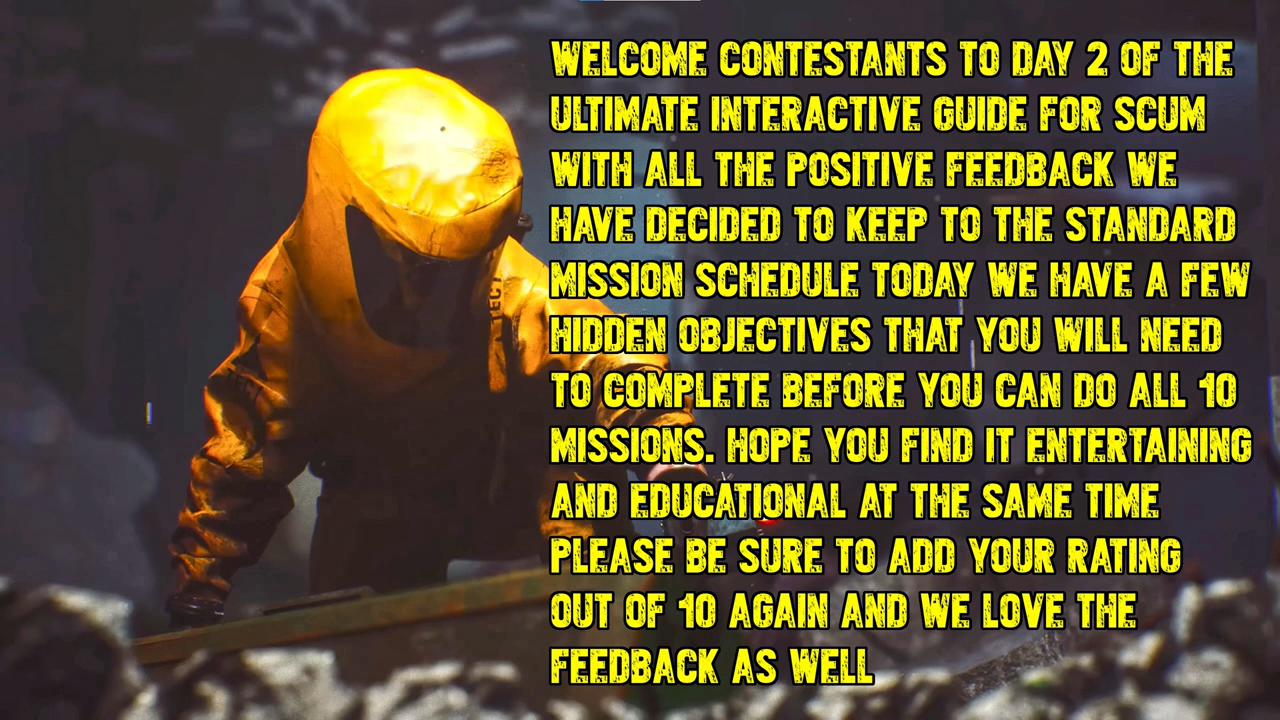 WELCOME CONTESTANTS TO DAY 2 OF THE
ULTIMATE INTERACTIVE GUIDE FOR SCUM
WITH ALL THE POSITIVE FEEDBACK WE
HAVE DECIDED TO KEEP TO THE STANDARD
MISSION SCHEDULE TODAY WE HAVE A FEW
HIDDEN OBJECTIVES THAT YOU WILL NEED
TO COMPLETE BEFORE YOU CAN DO ALL 10
MISSIONS. HOPE YOU FIND IT ENTERTAINING
AND EDUCATIONAL AT THE SAME TIME
PLEASE BE SURE TO ADD YOUR RATING
OUT OF 10 AGAIN AND WE LOVE THE
FEEDBACK AS WELL